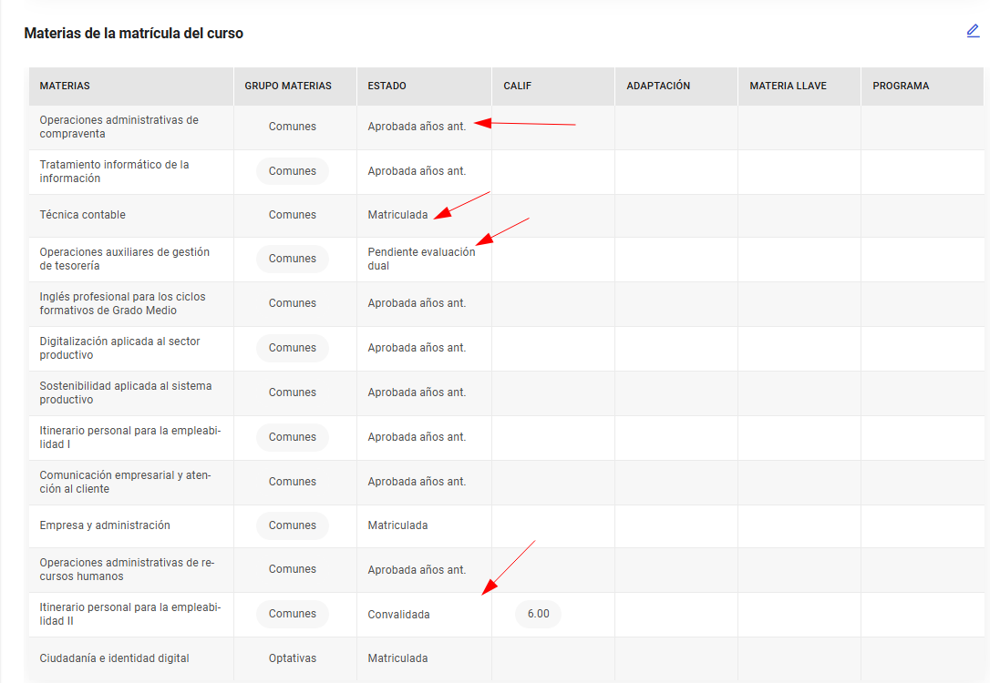 Materias de la matrícula del curso
MATERIAS GRUPO MATERIAS ESTADO CALIF ADAPTACIÓN MATERIA LLAVE PROGRAMA
Operaciones administrativas de
compraventa
Comunes
Aprobada años ant.
Tratamiento informático de la
información
Comunes
Aprobada años ant.
Técnica contable
Comunes
Matriculada
Operaciones auxiliares de gestión
de tesorería
Comunes
Pendiente evaluación
dual
Inglés profesional para los ciclos
formativos de Grado Medio
Comunes
Aprobada años ant.
Digitalización aplicada al sector
productivo
Comunes
Aprobada años ant.
Sostenibilidad aplicada al sistema
productivo
Comunes
Aprobada años ant.
Itinerario personal para la empleabi-
lidad I
Comunes
Aprobada años ant.
Comunicación empresarial y aten-
ción al cliente
Comunes
Aprobada años ant.
Empresa y administración
Comunes
Matriculada
Operaciones administrativas de re-
cursos humanos
Comunes
Aprobada años ant.
Itinerario personal para la empleabi-
lidad II
Comunes
Convalidada
6.00
Ciudadanía e identidad digital
Optativas
Matriculada